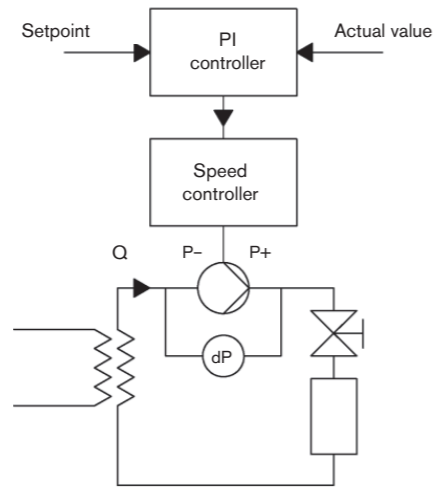 Setpoint
PI
controller
Actual value
Speed
controller
Q
P–
P+
dP